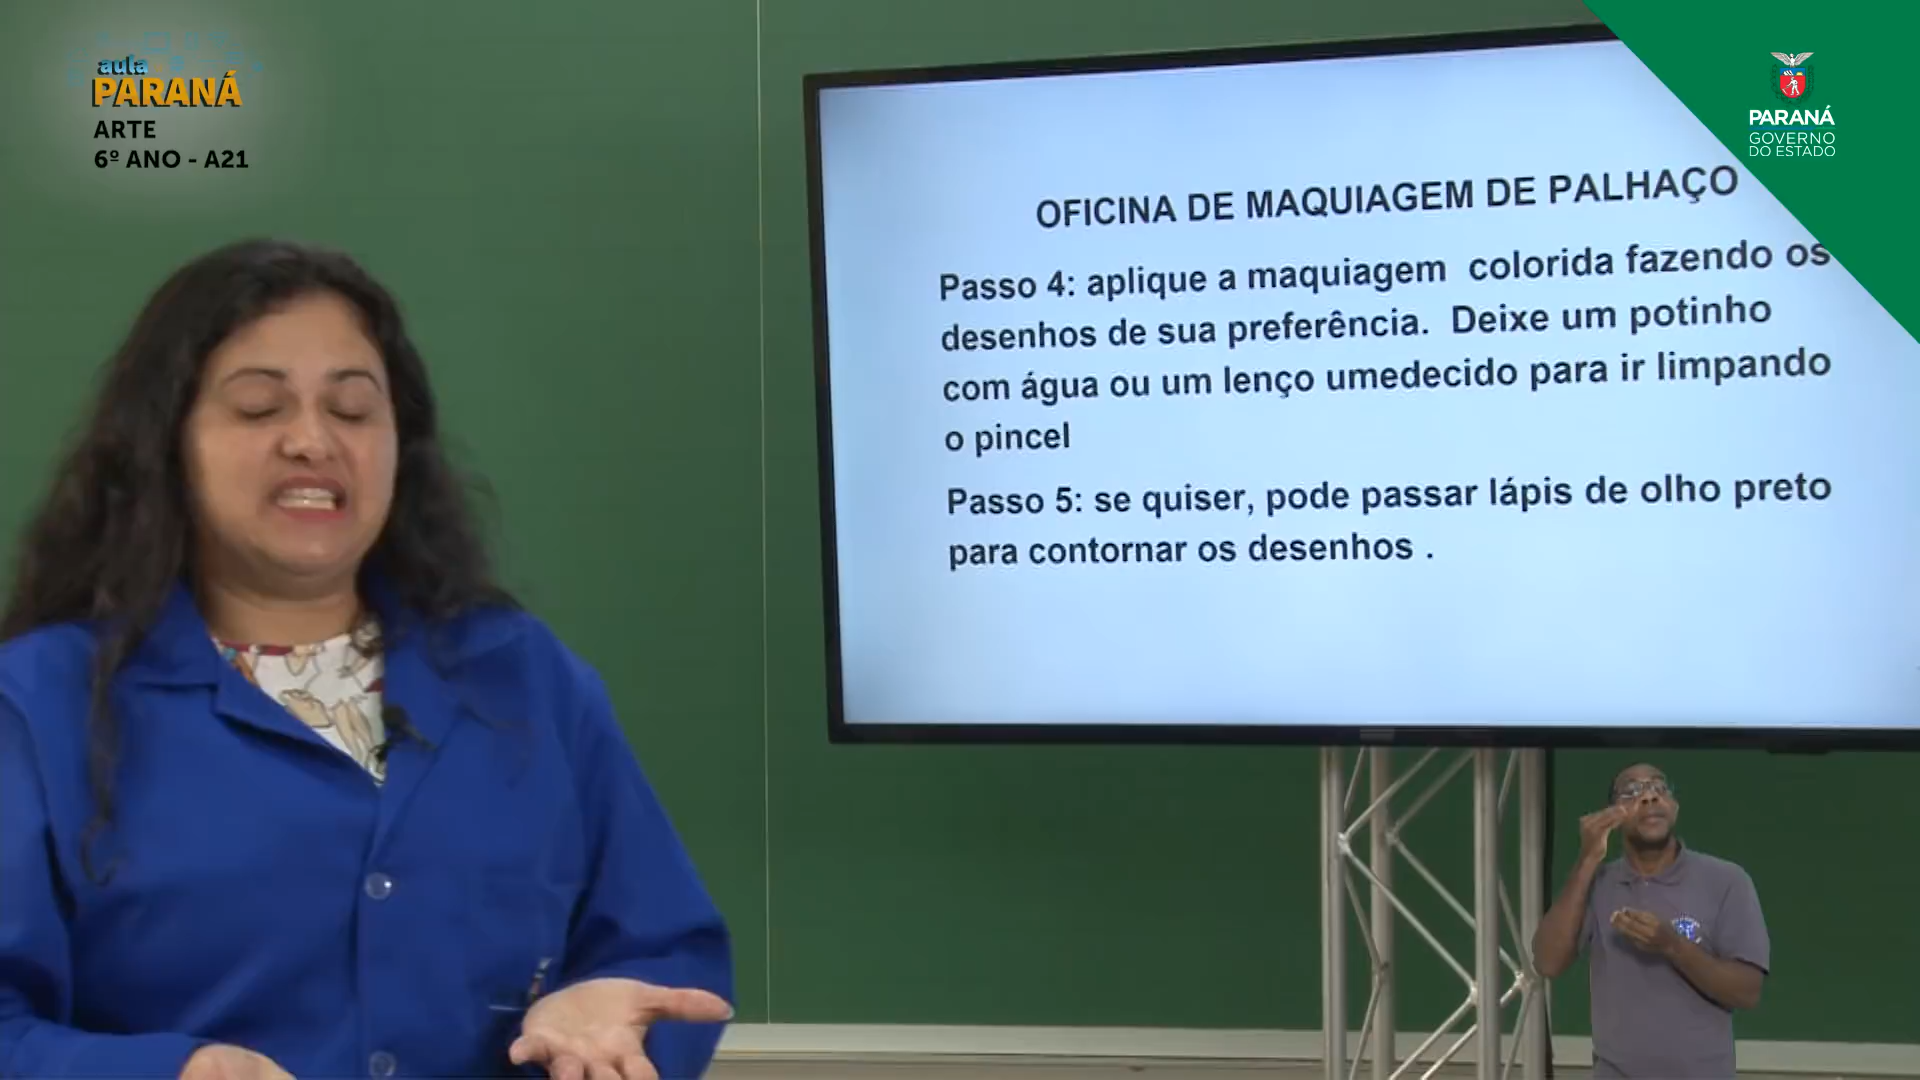 aula
PARANÁ
ARTE
6º ANO - A21
PARANÁ
GOVERNO
DO ESTADO
OFICINA DE MAQUIAGEM DE PALHAÇO
Passo 4: aplique a maquiagem colorida fazendo os
desenhos de sua preferência. Deixe um potinho
com água ou um lenço umedecido para ir limpando
o pincel
Passo 5: se quiser, pode passar lápis de olho preto
para contornar os desenhos .